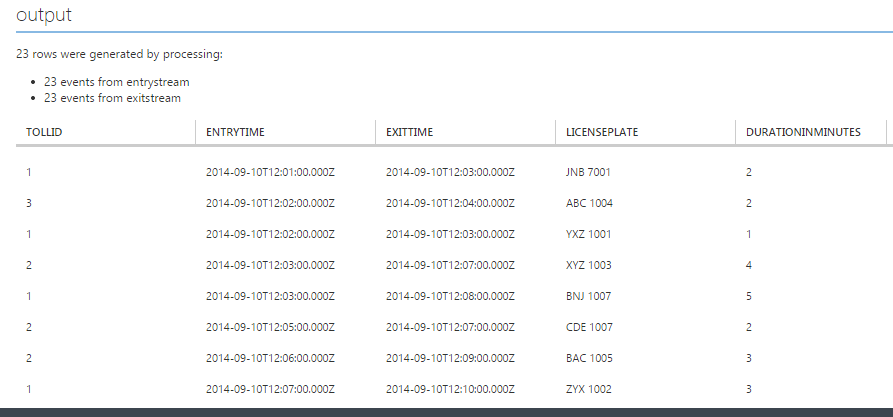 output
23 rows were generated by processing:
• 23 events from entrystream
• 23 events from exitstream
TOLLID ENTRYTIME EXITTIME LICENSEPLATE DURATIONINMINUTES
1 2014-09-10T12:01:00.000Z 2014-09-10T12:03:00.000Z JNB 7001 2
3 2014-09-10T12:02:00.000Z 2014-09-10T12:04:00.000Z ABC 1004 2
1 2014-09-10T12:02:00.000Z 2014-09-10T12:03:00.000Z YXZ 1001 1
2 2014-09-10T12:03:00.000Z 2014-09-10T12:07:00.000Z XYZ 1003 4
1 2014-09-10T12:03:00.000Z 2014-09-10T12:08:00.000Z BNJ 1007 5
2 2014-09-10T12:05:00.000Z 2014-09-10T12:07:00.000Z CDE 1007 2
2 2014-09-10T12:06:00.000Z 2014-09-10T12:09:00.000Z BAC 1005 3
1 2014-09-10T12:07:00.000Z 2014-09-10T12:10:00.000Z ZYX 1002 3